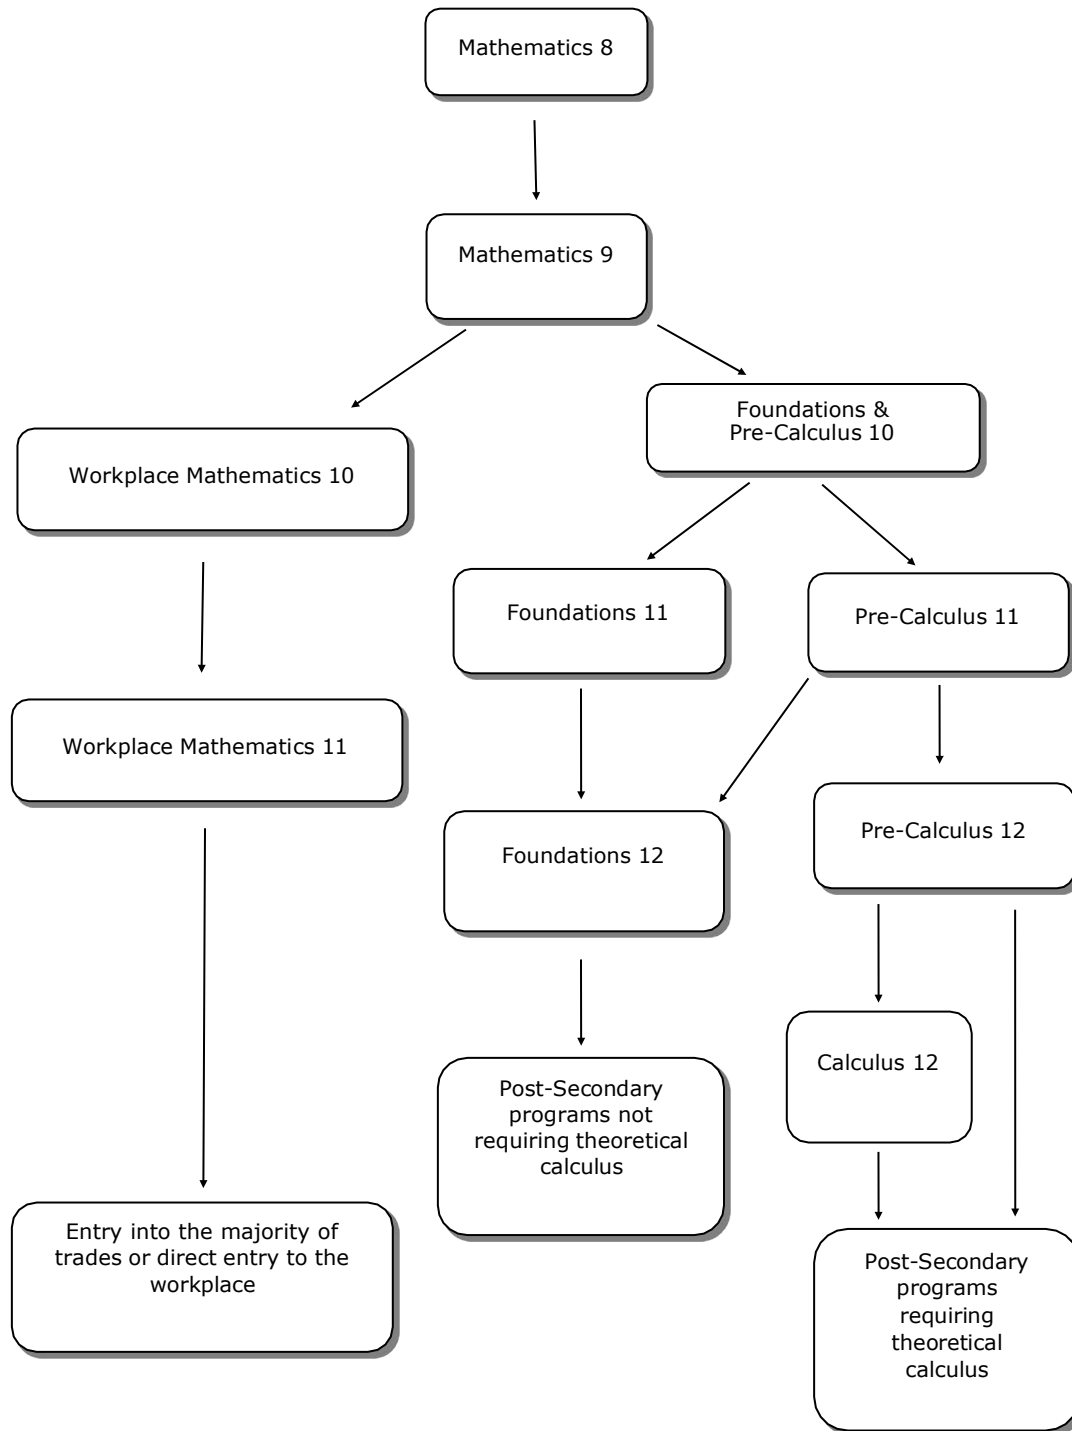 Mathematics 8
Mathematics 9
Foundations &
Pre-Calculus 10
Workplace Mathematics 10
Foundations 11
Pre-Calculus 11
Workplace Mathematics 11
Foundations 12
Pre-Calculus 12
Calculus 12
Post-Secondary
programs not
requiring theoretical
calculus
Entry into the majority of
trades or direct entry to the
workplace
Post-Secondary
programs
requiring
theoretical
calculus